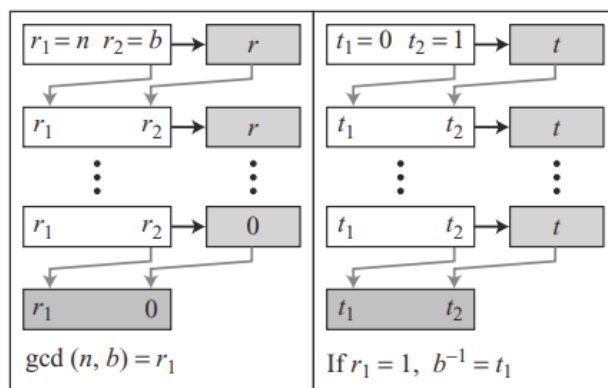 r₁ = n r₂ = b r
r₁ r₂ r
r₁ r₂ 0
r₁ 0
gcd (n, b) = r₁
t₁ = 0 t₂ = 1 t
t₁ t₂ t
t₁ t₂ t
t₁ t₂
If r₁ = 1, b⁻¹ = t₁